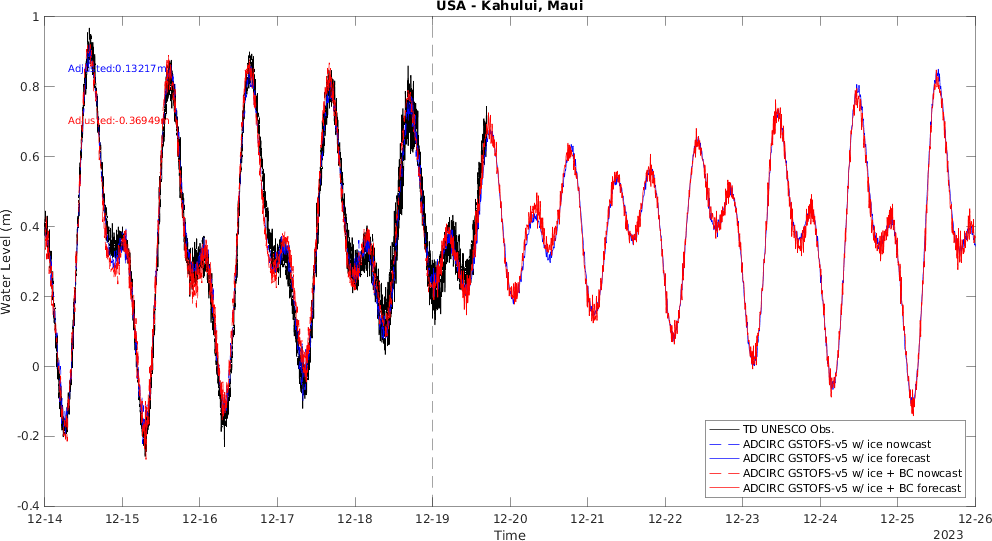 USA - Kahului, Maui
Water Level (m)
1
0.8
0.6
0.4
0.2
0
-0.2
-0.4
Adjusted:0.13217m
Adjusted:-0.36949m
TD UNESCO Obs.
ADCIRC GSTOFS-v5 w/ ice nowcast
ADCIRC GSTOFS-v5 w/ ice forecast
ADCIRC GSTOFS-v5 w/ ice + BC nowcast
ADCIRC GSTOFS-v5 w/ ice + BC forecast
12-14 12-15 12-16 12-17 12-18 12-19 12-20 12-21 12-22 12-23 12-24 12-25 12-26
Time
2023